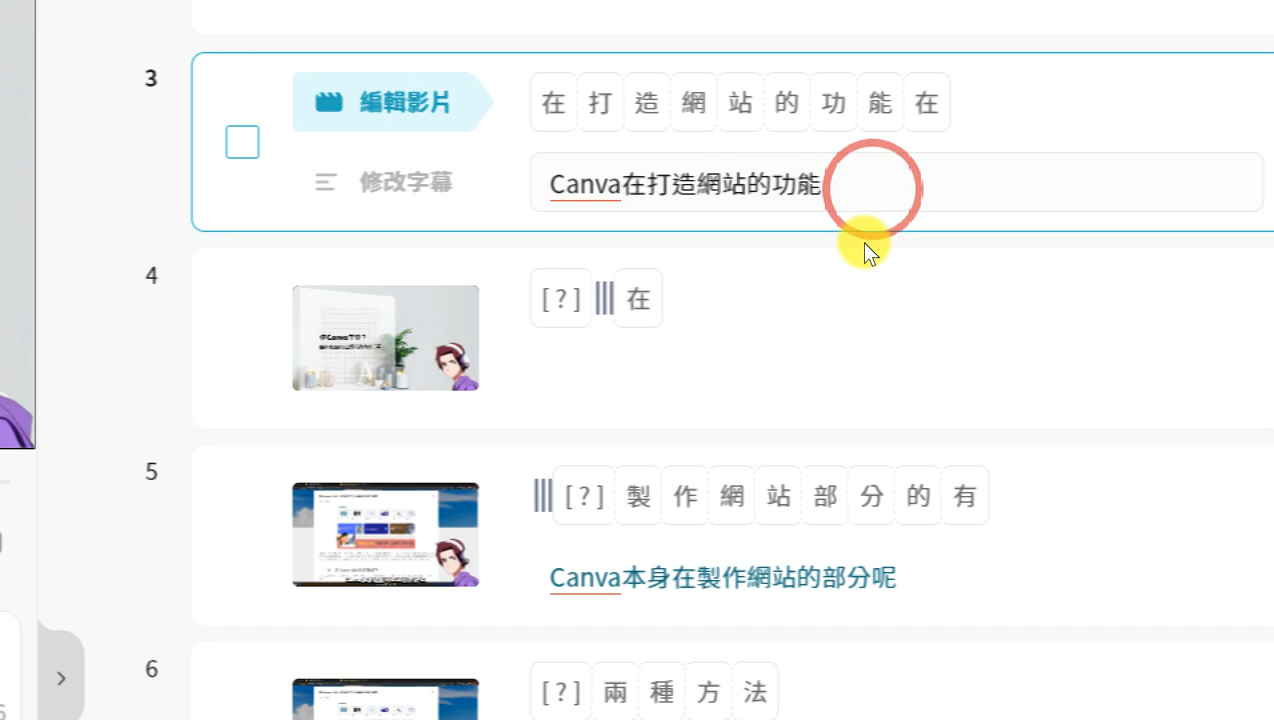 3
編輯影片
在打造網站的功能在
修改字幕
Canva在打造網站的功能
4
[?] 在
5
[?] 製作網站部分的有
Canva本身在製作網站的部分呢
6
[?] 兩種方法